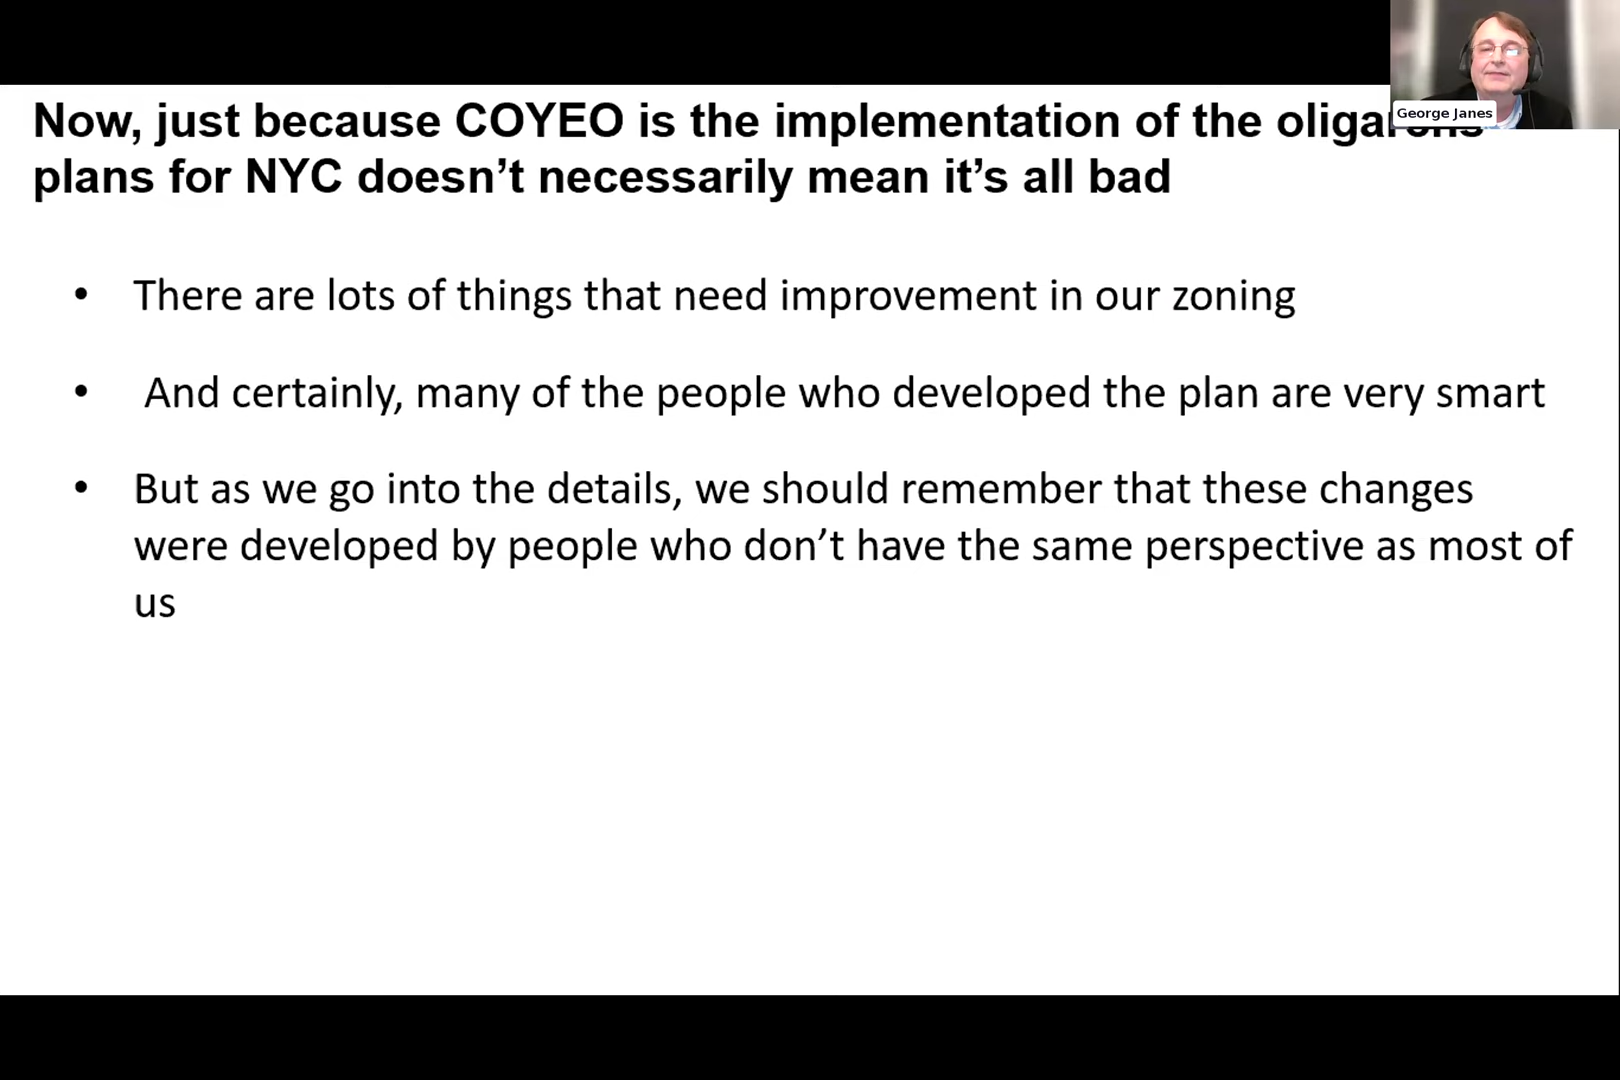 Now, just because COYEO is the implementation of the
plans for NYC doesn’t necessarily mean it’s all bad
George Janes
• There are lots of things that need improvement in our zoning
• And certainly, many of the people who developed the plan are very smart
• But as we go into the details, we should remember that these changes
were developed by people who don’t have the same perspective as most of
us